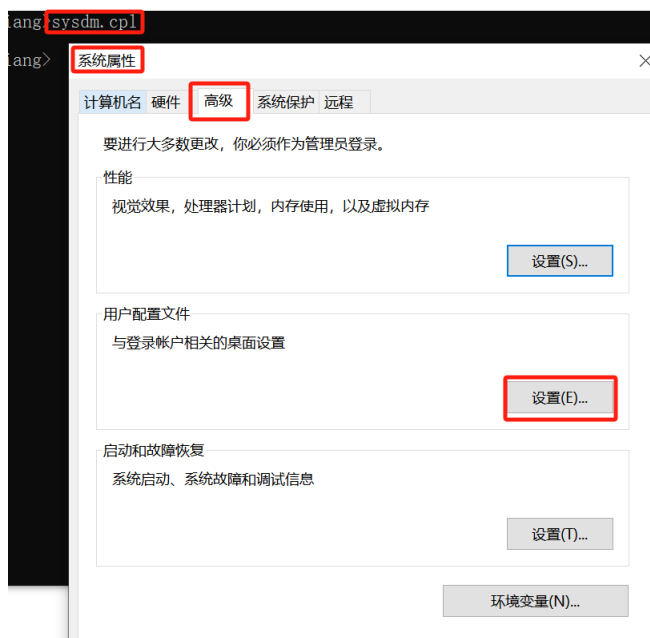 iang>sysdm.cpl
iang>
系统属性
计算机名 硬件 高级 系统保护 远程
要进行大多数更改，你必须作为管理员登录。
性能
视觉效果，处理器计划，内存使用，以及虚拟内存
设置(S)...
用户配置文件
与登录帐户相关的桌面设置
设置(E)...
启动和故障恢复
系统启动、系统故障和调试信息
设置(T)...
环境变量(N)...